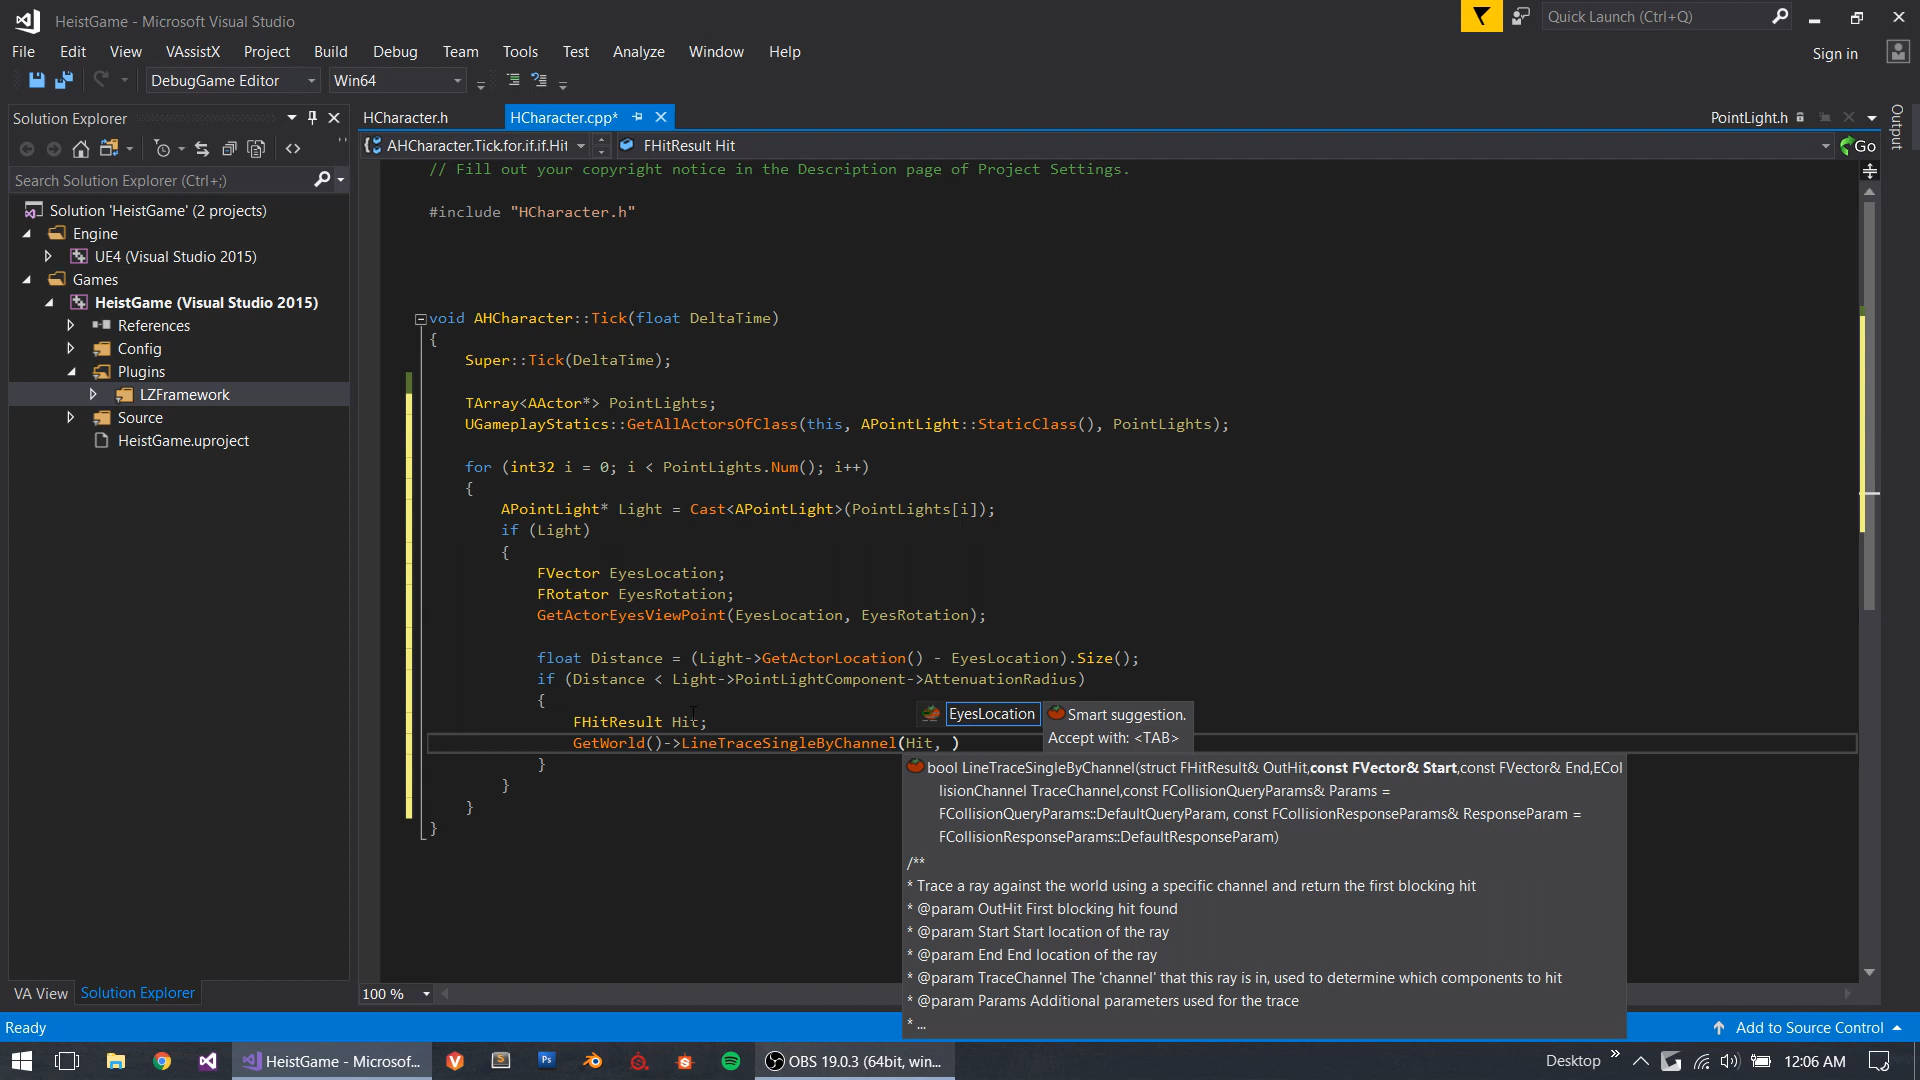 HeistGame - Microsoft Visual Studio
Quick Launch (Ctrl+Q)
File Edit View VAssistX Project Build Debug Team Tools Test Analyze Window Help
Sign in
DebugGame Editor Win64
Solution Explorer
HCharacter.h HCharacter.cpp* PointLight.h
Output
AHCharacter.Tick.for.if.if.Hit FHitResult Hit Go
Search Solution Explorer (Ctrl+;)
Solution 'HeistGame' (2 projects)
Engine
UE4 (Visual Studio 2015)
Games
HeistGame (Visual Studio 2015)
References
Config
Plugins
LZFramework
Source
HeistGame.uproject
// Fill out your copyright notice in the Description page of Project Settings.
#include "HCharacter.h"
void AHCharacter::Tick(float DeltaTime)
{
Super::Tick(DeltaTime);
TArray<AActor*> PointLights;
UGameplayStatics::GetAllActorsOfClass(this, APointLight::StaticClass(), PointLights);
for (int32 i = 0; i < PointLights.Num(); i++)
{
APointLight* Light = Cast<APointLight>(PointLights[i]);
if (Light)
{
FVector EyesLocation;
FRotator EyesRotation;
GetActorEyesViewPoint(EyesLocation, EyesRotation);
float Distance = (Light->GetActorLocation() - EyesLocation).Size();
if (Distance < Light->PointLightComponent->AttenuationRadius)
{
FHitResult Hit;
GetWorld()->LineTraceSingleByChannel(Hit, )
}
}
}
}
EyesLocation
Smart suggestion.
Accept with: <TAB>
bool LineTraceSingleByChannel(struct FHitResult& OutHit,const FVector& Start,const FVector& End,ECol
lisionChannel TraceChannel,const FCollisionQueryParams& Params =
FCollisionQueryParams::DefaultQueryParam, const FCollisionResponseParams& ResponseParam =
FCollisionResponseParams::DefaultResponseParam)
/**
* Trace a ray against the world using a specific channel and return the first blocking hit
* @param OutHit First blocking hit found
* @param Start Start location of the ray
* @param End End location of the ray
* @param TraceChannel The 'channel' that this ray is in, used to determine which components to hit
* @param Params Additional parameters used for the trace
* ...
VA View Solution Explorer
100 %
Ready
Add to Source Control
HeistGame - Microsof...
Ps
OBS 19.0.3 (64bit, win...
Desktop
12:06 AM